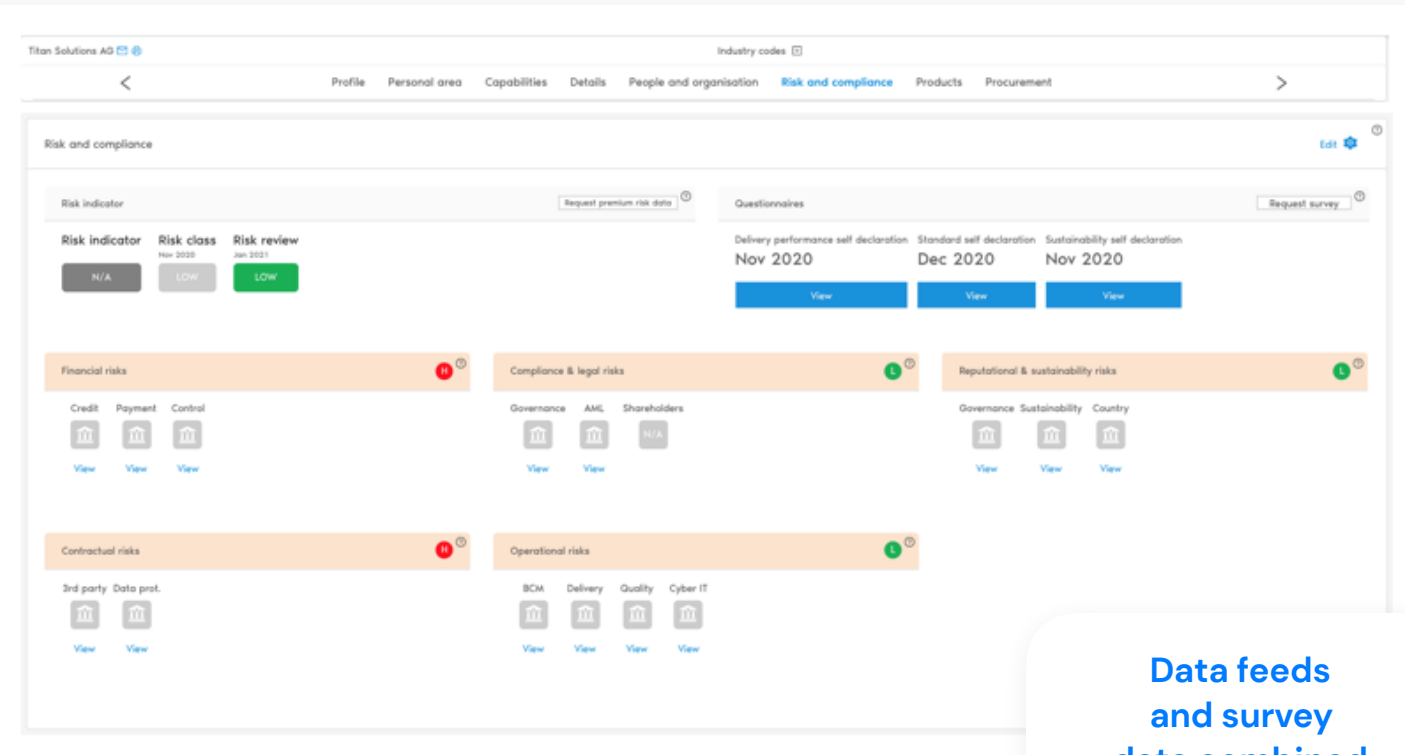 Titan Solutions AG
Industry codes
Profile Personal area Capabilities Details People and organisation Risk and compliance Products Procurement
Risk and compliance
Edit
Risk indicator
Request premium risk data
Questionnaires
Request survey
Risk indicator Risk class Risk review
Nov 2020 Jan 2021
N/A LOW LOW
Delivery performance self declaration Standard self declaration Sustainability self declaration
Nov 2020 Dec 2020 Nov 2020
View View View
Financial risks H
Compliance & legal risks L
Reputational & sustainability risks L
Credit Payment Control
Governance AML Shareholders
Governance Sustainability Country
N/A
View View View
View View
View View View
Contractual risks H
Operational risks L
3rd party Data prot.
BCM Delivery Quality Cyber IT
View View
View View View View
Data feeds
and survey
data combined